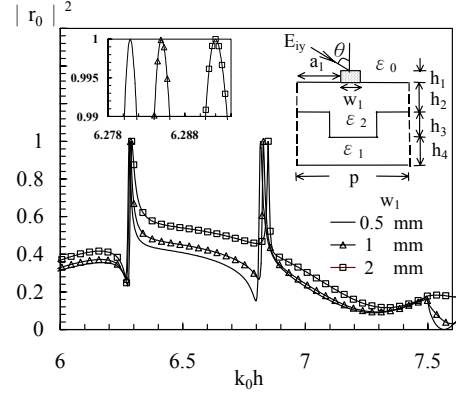 | r₀ | ²
2
1
0.8
0.6
0.4
0.2
0
6 6.5 7 7.5
k₀h
1
0.995
0.99
6.278 6.288
E_iy θ
a₁ ε₀
w₁
h₁
h₂
h₃
h₄
ε₂
ε₁
p
w₁
0.5 mm
1 mm
2 mm